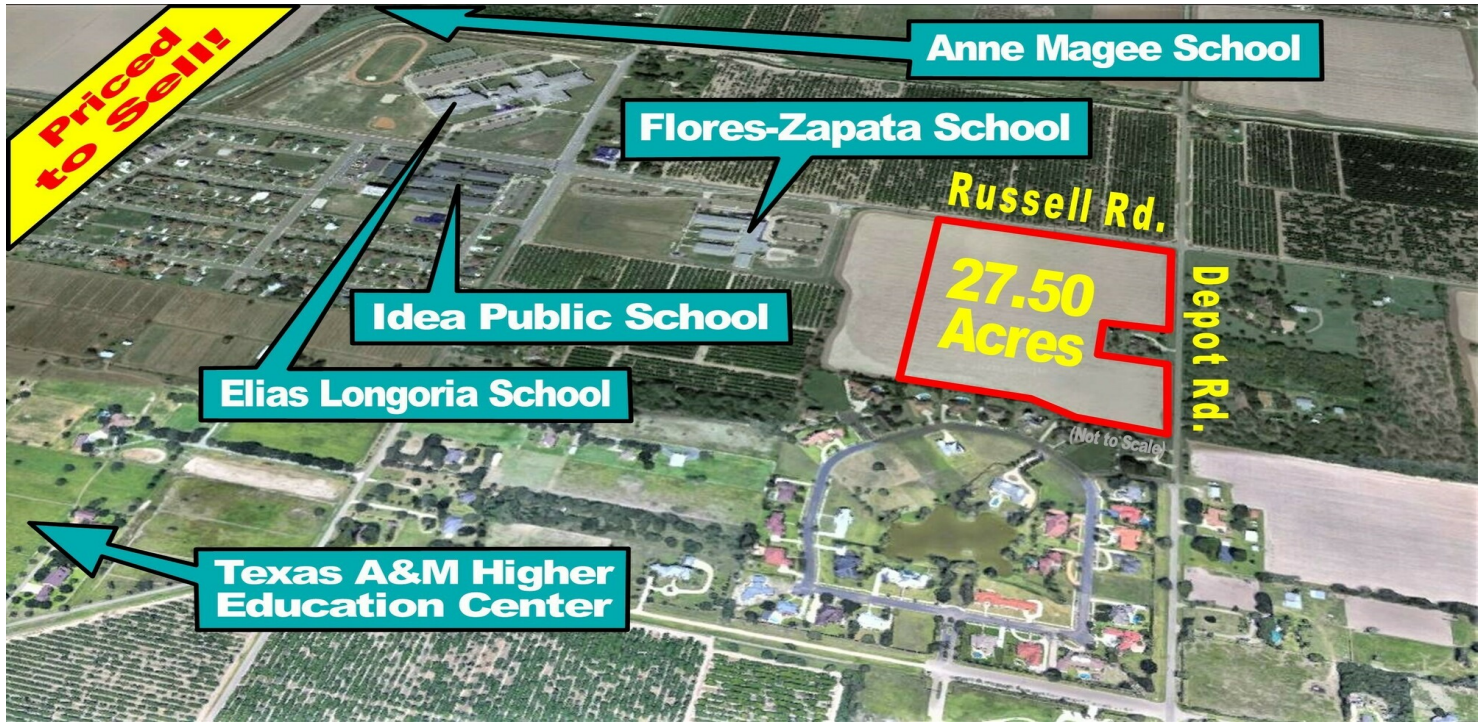 Priced
to Sell!
Anne Magee School
Flores-Zapata School
Russell Rd.
27.50
Acres
Depot Rd.
Idea Public School
Elias Longoria School
(Not to Scale)
Texas A&M Higher
Education Center